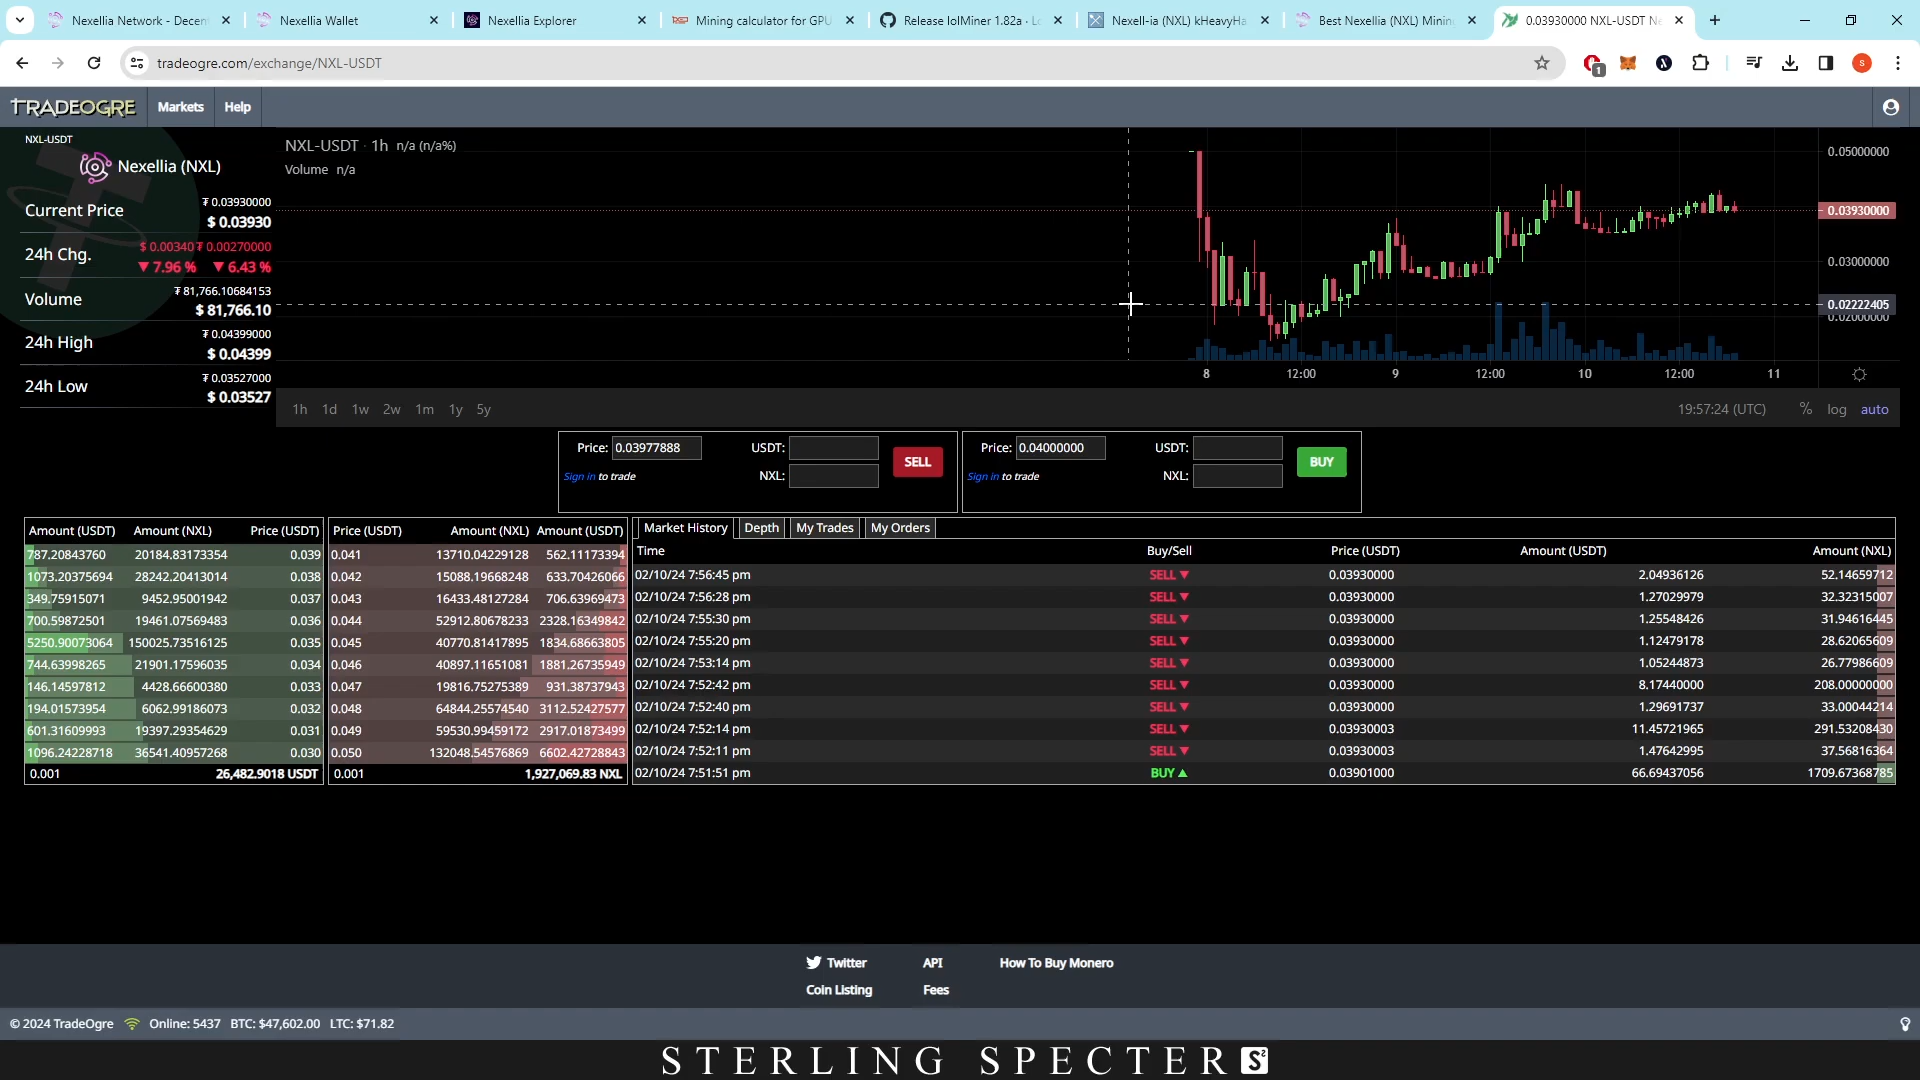 Nexellia Network - Decen
Nexellia Wallet
Nexellia Explorer
Mining calculator for GPU
Release lolMiner 1.82a · Lo
Nexell-ia (NXL) kHeavyHa
Best Nexellia (NXL) Minin
0.03930000 NXL-USDT Ne
tradeogre.com/exchange/NXL-USDT
1
S
TRADEOGRE
Markets
Help
NXL-USDT
Nexellia (NXL)
Current Price
₮ 0.03930000
$ 0.03930
24h Chg.
$ 0.00340 ₮ 0.00270000
▼ 7.96 % ▼ 6.43 %
Volume
₮ 81,766.10684153
$ 81,766.10
24h High
₮ 0.04399000
$ 0.04399
24h Low
₮ 0.03527000
$ 0.03527
NXL-USDT · 1h n/a (n/a%)
Volume n/a
0.05000000
0.03930000
0.03000000
0.02222405
0.02000000
8 12:00 9 12:00 10 12:00 11
1h 1d 1w 2w 1m 1y 5y
19:57:24 (UTC) % log auto
Price: 0.03977888 USDT: SELL
Sign in to trade NXL:
Price: 0.04000000 USDT: BUY
Sign in to trade NXL:
Amount (USDT) Amount (NXL) Price (USDT)
787.20843760 20184.83173354 0.039
1073.20375694 28242.20413014 0.038
349.75915071 9452.95001942 0.037
700.59872501 19461.07569483 0.036
5250.90073064 150025.73516125 0.035
744.63998265 21901.17596035 0.034
146.14597812 4428.66600380 0.033
194.01573954 6062.99186073 0.032
601.31609993 19397.29354629 0.031
1096.24228718 36541.40957268 0.030
0.001 26,482.9018 USDT
Price (USDT) Amount (NXL) Amount (USDT)
0.041 13710.04229128 562.11173394
0.042 15088.19668248 633.70426066
0.043 16433.48127284 706.63969473
0.044 52912.80678233 2328.16349842
0.045 40770.81417895 1834.68663805
0.046 40897.11651081 1881.26735949
0.047 19816.75275389 931.38737943
0.048 64844.25574540 3112.52427577
0.049 59530.99459172 2917.01873499
0.050 132048.54576869 6602.42728843
0.001 1,927,069.83 NXL
Market History Depth My Trades My Orders
Time Buy/Sell Price (USDT) Amount (USDT) Amount (NXL)
02/10/24 7:56:45 pm SELL ▼ 0.03930000 2.04936126 52.14659712
02/10/24 7:56:28 pm SELL ▼ 0.03930000 1.27029979 32.32315007
02/10/24 7:55:30 pm SELL ▼ 0.03930000 1.25548426 31.94616445
02/10/24 7:55:20 pm SELL ▼ 0.03930000 1.12479178 28.62065609
02/10/24 7:53:14 pm SELL ▼ 0.03930000 1.05244873 26.77986609
02/10/24 7:52:42 pm SELL ▼ 0.03930000 8.17440000 208.00000000
02/10/24 7:52:40 pm SELL ▼ 0.03930000 1.29691737 33.00044214
02/10/24 7:52:14 pm SELL ▼ 0.03930003 11.45721965 291.53208430
02/10/24 7:52:11 pm SELL ▼ 0.03930003 1.47642995 37.56816364
02/10/24 7:51:51 pm BUY ▲ 0.03901000 66.69437056 1709.67368785
Twitter API How To Buy Monero
Coin Listing Fees
© 2024 TradeOgre Online: 5437 BTC: $47,602.00 LTC: $71.82
STERLING SPECTER S²